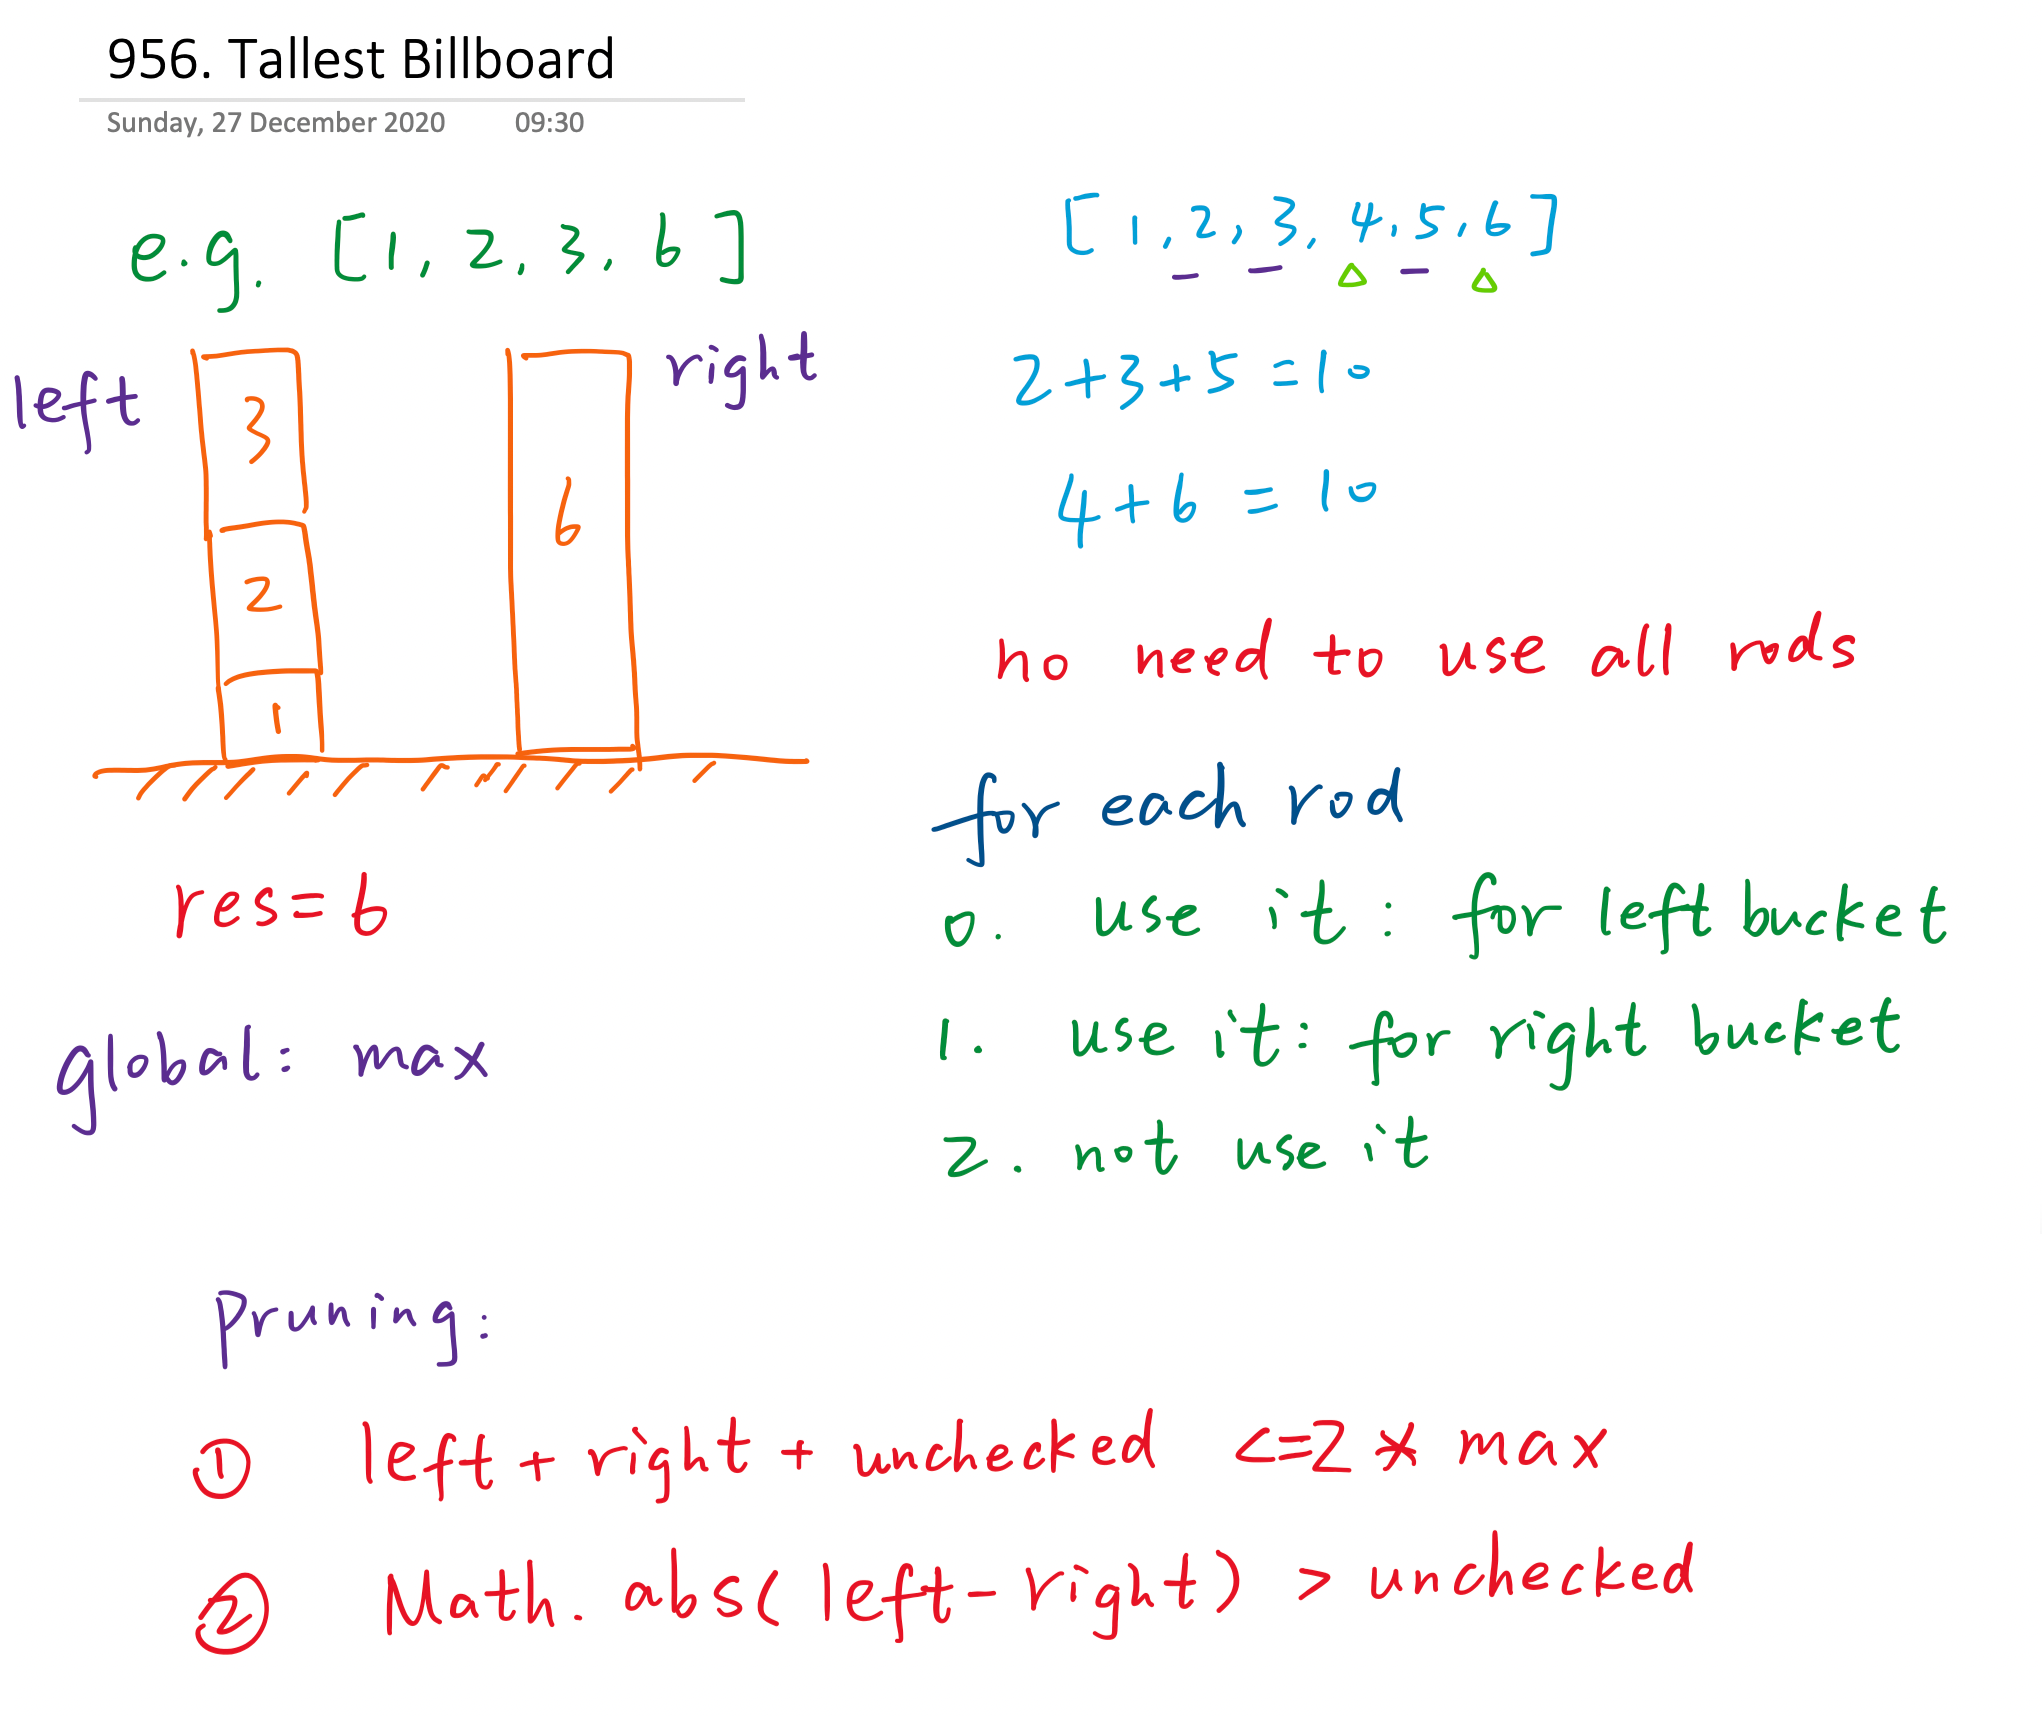 956. Tallest Billboard
Sunday, 27 December 2020 09:30
e.g. [1, 2, 3, 6]
left
right
3
2
1
6
res=6
global: max
[1, 2, 3, 4, 5, 6]
2+3+5=10
4+6=10
no need to use all rods
for each rod
0. use it: for left bucket
1. use it: for right bucket
2. not use it
Pruning:
① left + right + unchecked <=2 * max
② Math.abs(left-right) > unchecked